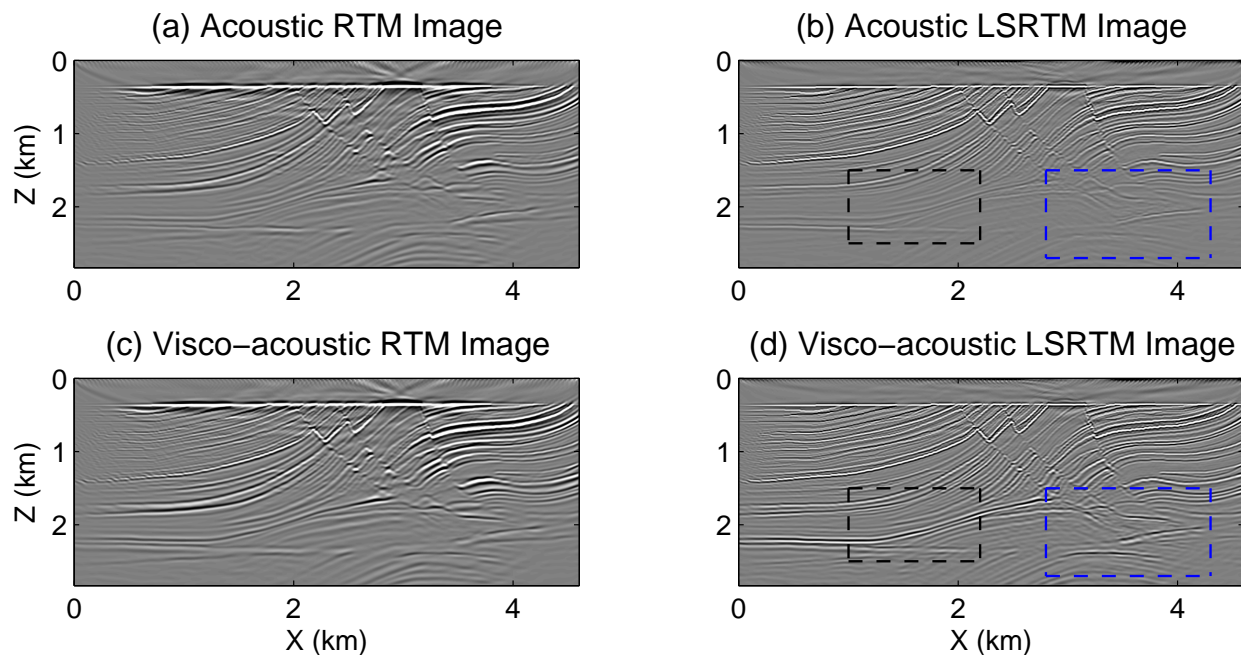 (a) Acoustic RTM Image
(b) Acoustic LSRTM Image
0
1
2
Z (km)
0 2 4
0
1
2
0 2 4
(c) Visco−acoustic RTM Image
(d) Visco−acoustic LSRTM Image
0
1
2
Z (km)
0 2 4
X (km)
0
1
2
0 2 4
X (km)